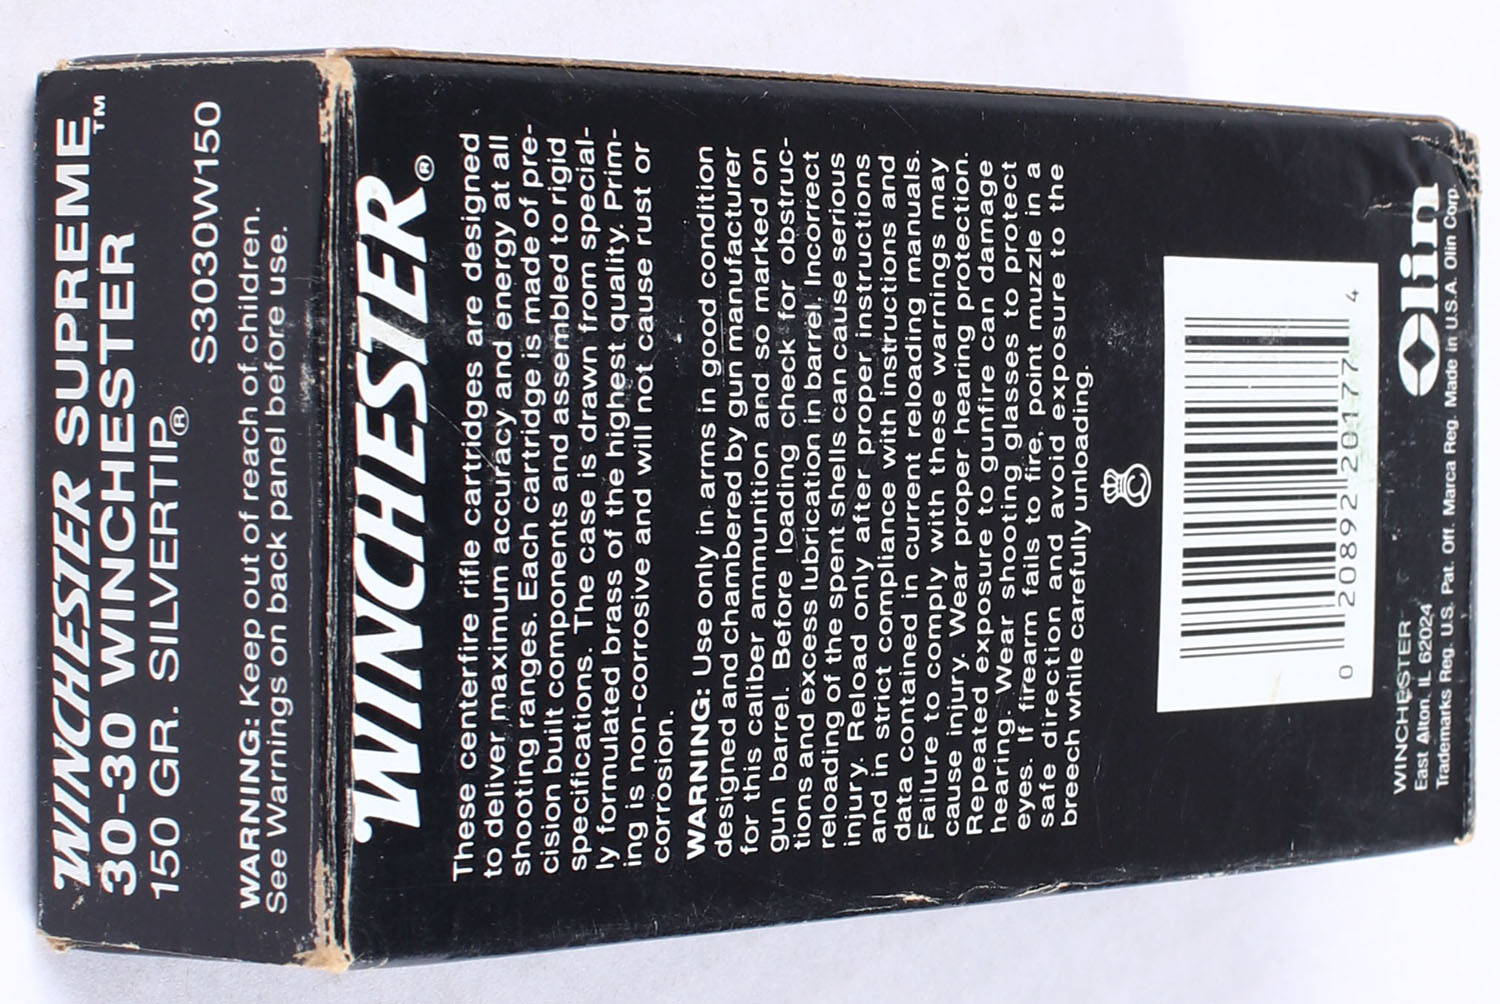 WINCHESTER SUPREME™
30-30 WINCHESTER
150 GR. SILVERTIP®
S3030W150
WARNING: Keep out of reach of children.
See Warnings on back panel before use.
WINCHESTER®
These centerfire rifle cartridges are designed
to deliver maximum accuracy and energy at all
shooting ranges. Each cartridge is made of pre-
cision built components and assembled to rigid
specifications. The case is drawn from special-
ly formulated brass of the highest quality. Prim-
ing is non-corrosive and will not cause rust or
corrosion.
WARNING: Use only in arms in good condition
designed and chambered by gun manufacturer
for this caliber ammunition and so marked on
gun barrel. Before loading check for obstruc-
tions and excess lubrication in barrel. Incorrect
reloading of the spent shells can cause serious
injury. Reload only after proper instructions
and in strict compliance with instructions and
data contained in current reloading manuals.
Failure to comply with these warnings may
cause injury. Wear proper hearing protection.
Repeated exposure to gunfire can damage
hearing. Wear shooting glasses to protect
eyes. If firearm fails to fire, point muzzle in a
safe direction and avoid exposure to the
breech while carefully unloading.
0 20892 20177 4
WINCHESTER
East Alton, IL 62024
Trademarks Reg. U.S. Pat. Off. Marca Reg. Made in U.S.A. Olin Corp.
Olin